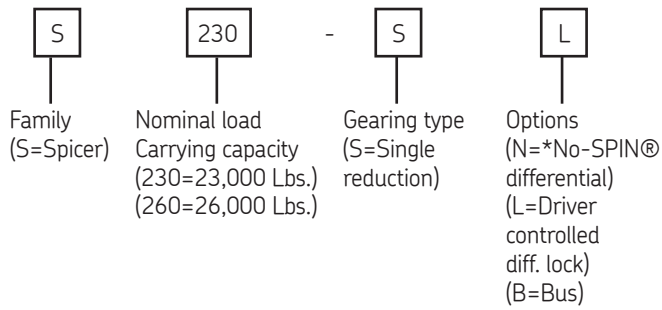 S 230 - S L
Family
(S=Spicer)
Nominal load
Carrying capacity
(230=23,000 Lbs.)
(260=26,000 Lbs.)
Gearing type
(S=Single
reduction)
Options
(N=*No-SPIN®
differential)
(L=Driver
controlled
diff. lock)
(B=Bus)